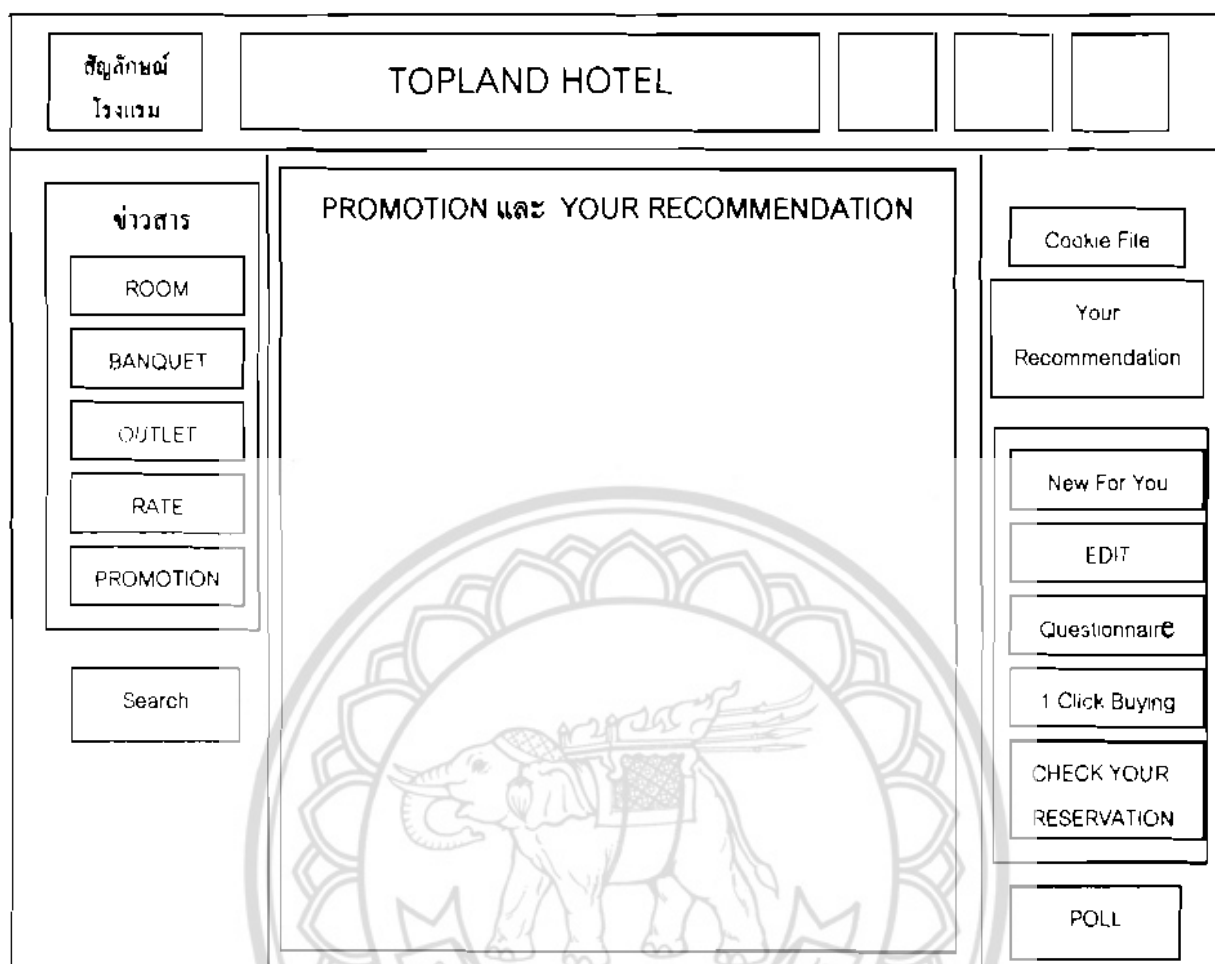 สัญลักษณ์
โรงแรม
TOPLAND HOTEL
ข่าวสาร
ROOM
BANQUET
OUTLET
RATE
PROMOTION
Search
PROMOTION และ YOUR RECOMMENDATION
Cookie File
Your
Recommendation
New For You
EDIT
Questionnaire
1 Click Buying
CHECK YOUR
RESERVATION
POLL